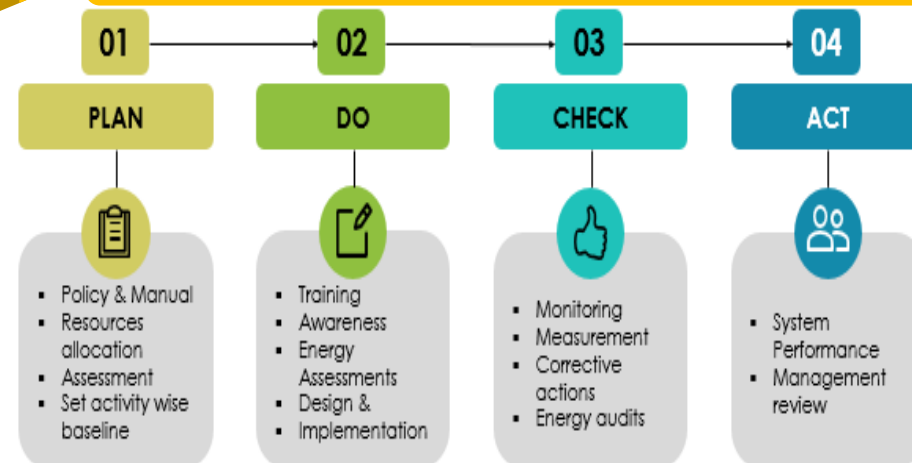 01
02
03
04
PLAN
DO
CHECK
ACT
▪ Policy & Manual
▪ Resources
allocation
▪ Assessment
▪ Set activity wise
baseline
▪ Training
▪ Awareness
▪ Energy
Assessments
▪ Design &
▪ Implementation
▪ Monitoring
▪ Measurement
▪ Corrective
actions
▪ Energy audits
▪ System
Performance
▪ Management
review